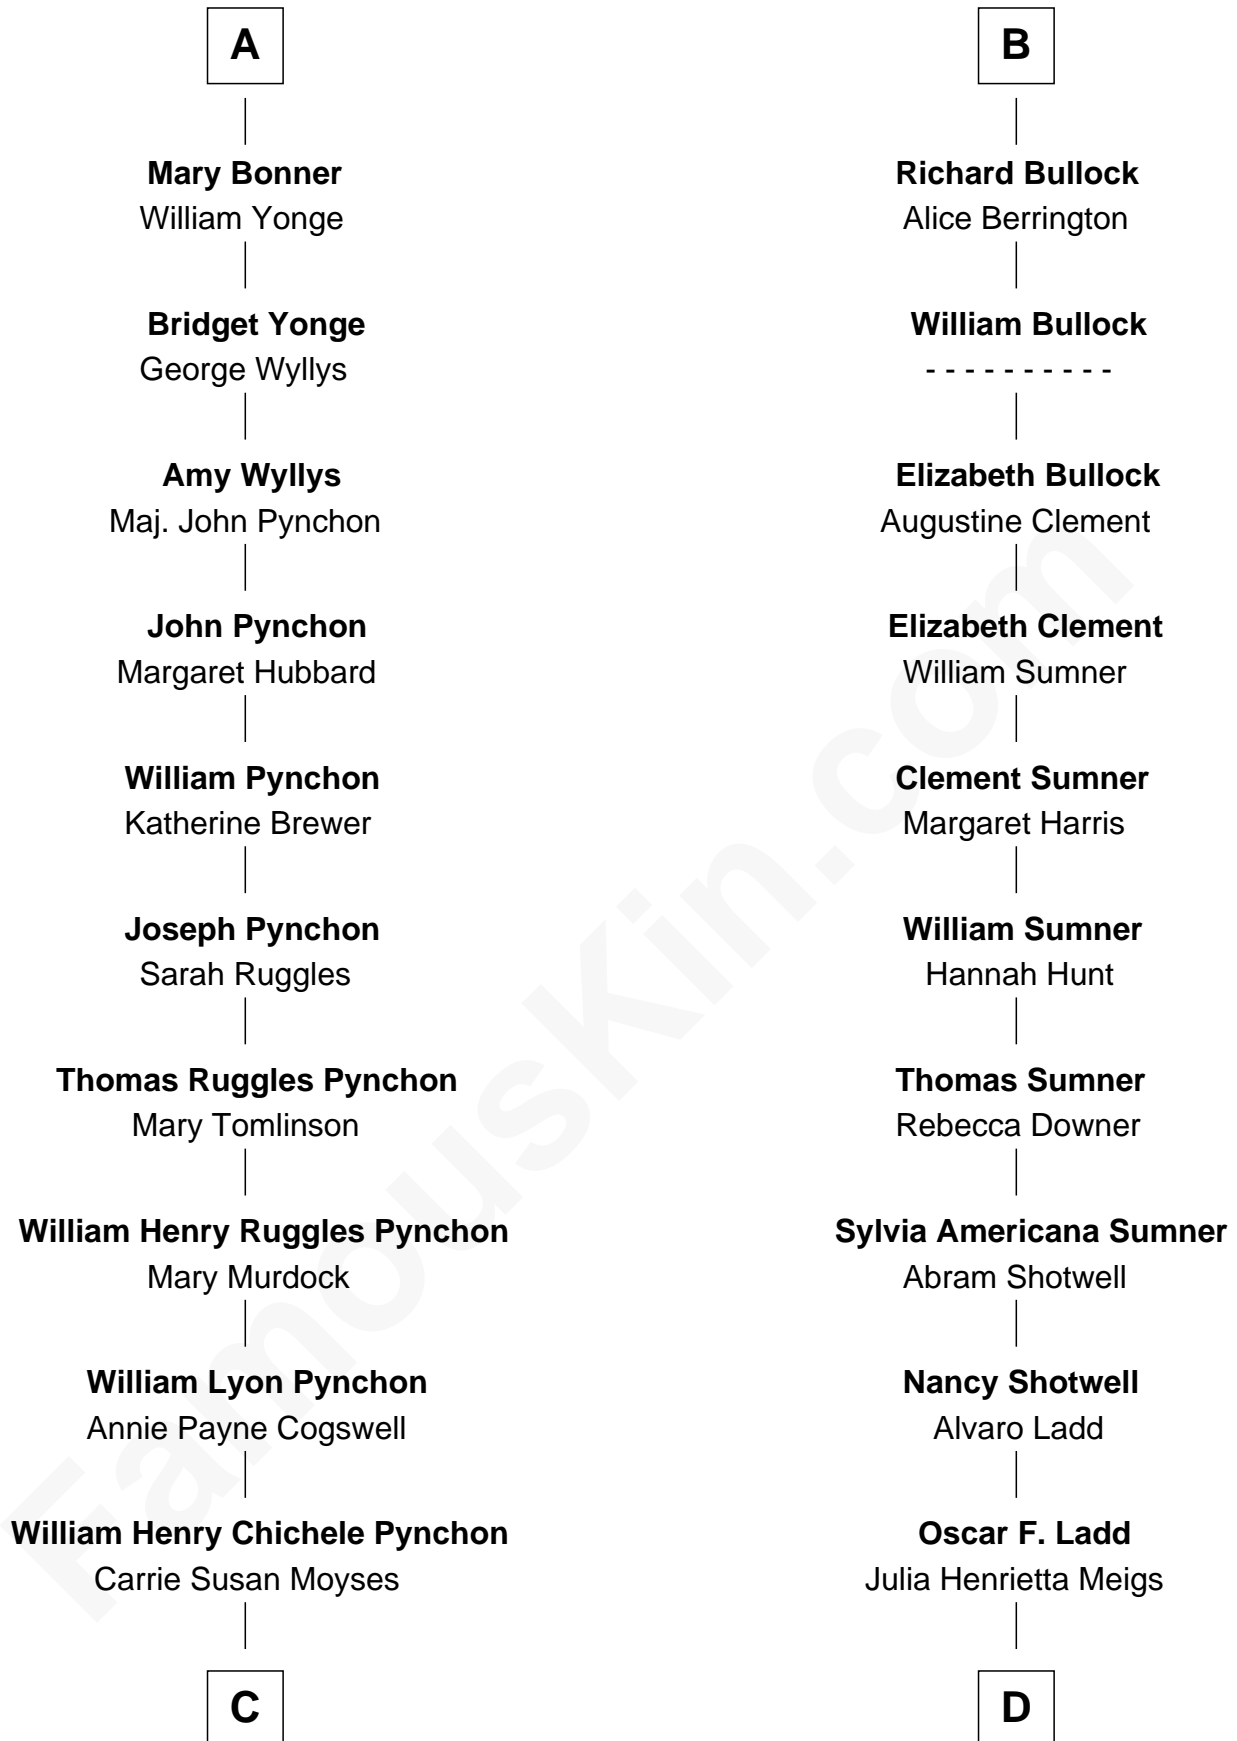 A
Mary Bonner
William Yonge
Bridget Yonge
George Wyllys
Amy Wyllys
Maj. John Pynchon
John Pynchon
Margaret Hubbard
William Pynchon
Katherine Brewer
Joseph Pynchon
Sarah Ruggles
Thomas Ruggles Pynchon
Mary Tomlinson
William Henry Ruggles Pynchon
Mary Murdock
William Lyon Pynchon
Annie Payne Cogswell
William Henry Chichele Pynchon
Carrie Susan Moyses
C
B
Richard Bullock
Alice Berrington
William Bullock
- - - - - - - - - -
Elizabeth Bullock
Augustine Clement
Elizabeth Clement
William Sumner
Clement Sumner
Margaret Harris
William Sumner
Hannah Hunt
Thomas Sumner
Rebecca Downer
Sylvia Americana Sumner
Abram Shotwell
Nancy Shotwell
Alvaro Ladd
Oscar F. Ladd
Julia Henrietta Meigs
D
FamousKin.com